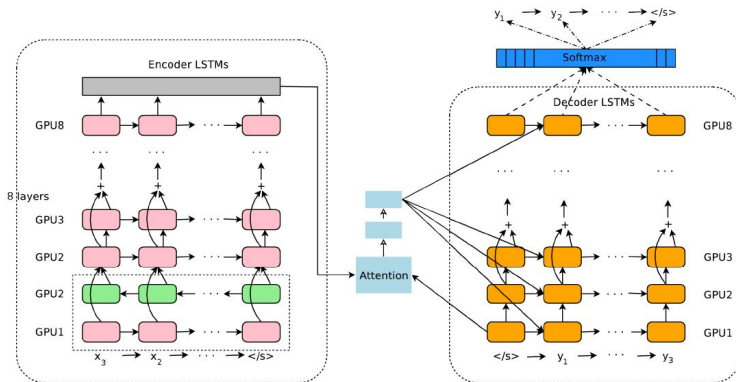 y1 y2 ... </s>
Softmax
Encoder LSTMs
Decoder LSTMs
GPU8 ... GPU8
... ...
... ...
+ + +
8 layers
GPU3 ...
+ + +
... GPU3
GPU2 ...
Attention
GPU2 ...
... GPU2
GPU1 ...
... GPU1
x3 x2 ... </s>
</s> y1 ... y3